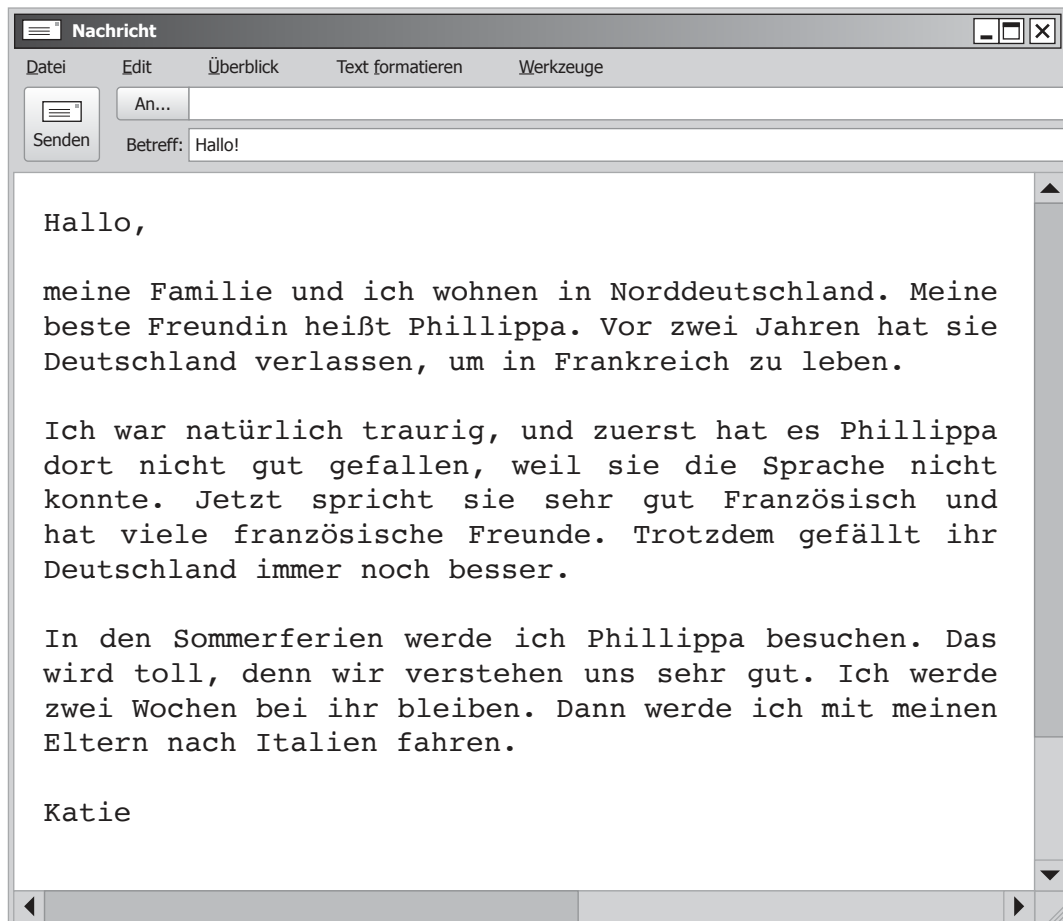 Nachricht
Datei Edit Überblick Text formatieren Werkzeuge
An...
Senden
Betreff: Hallo!
Hallo,
meine Familie und ich wohnen in Norddeutschland. Meine
beste Freundin heißt Phillippa. Vor zwei Jahren hat sie
Deutschland verlassen, um in Frankreich zu leben.
Ich war natürlich traurig, und zuerst hat es Phillippa
dort nicht gut gefallen, weil sie die Sprache nicht
konnte. Jetzt spricht sie sehr gut Französisch und
hat viele französische Freunde. Trotzdem gefällt ihr
Deutschland immer noch besser.
In den Sommerferien werde ich Phillippa besuchen. Das
wird toll, denn wir verstehen uns sehr gut. Ich werde
zwei Wochen bei ihr bleiben. Dann werde ich mit meinen
Eltern nach Italien fahren.
Katie